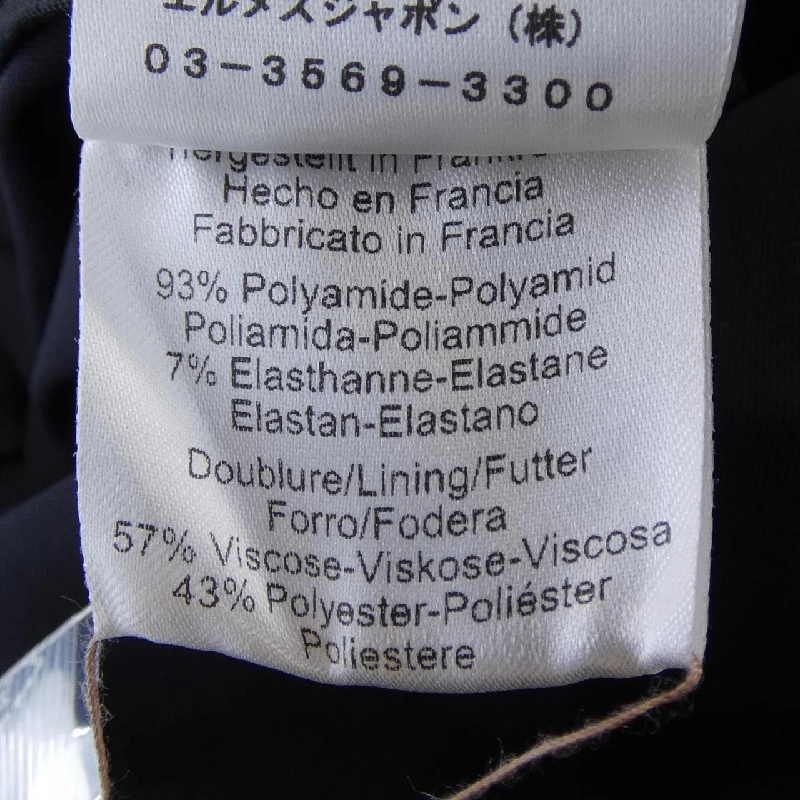 エルメスジャポン（株）
03-3569-3300
Hergestellt in
Hecho en Francia
Fabbricato in Francia
93% Polyamide-Polyamid
Poliamida-Poliammide
7% Elasthanne-Elastane
Elastan-Elastano
Doublure/Lining/Futter
Forro/Fodera
57% Viscose-Viskose-Viscosa
43% Polyester-Poliéster
Poliestere